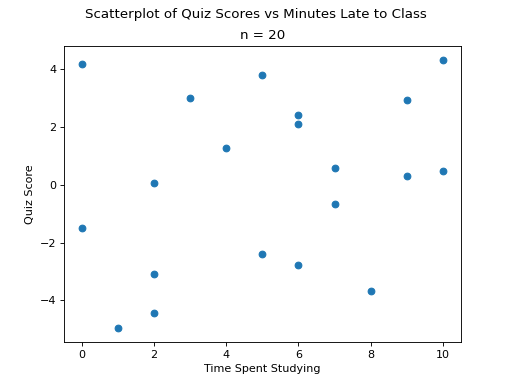 Scatterplot of Quiz Scores vs Minutes Late to Class
n = 20
4
2
0
−2
−4
Quiz Score
0 2 4 6 8 10
Time Spent Studying